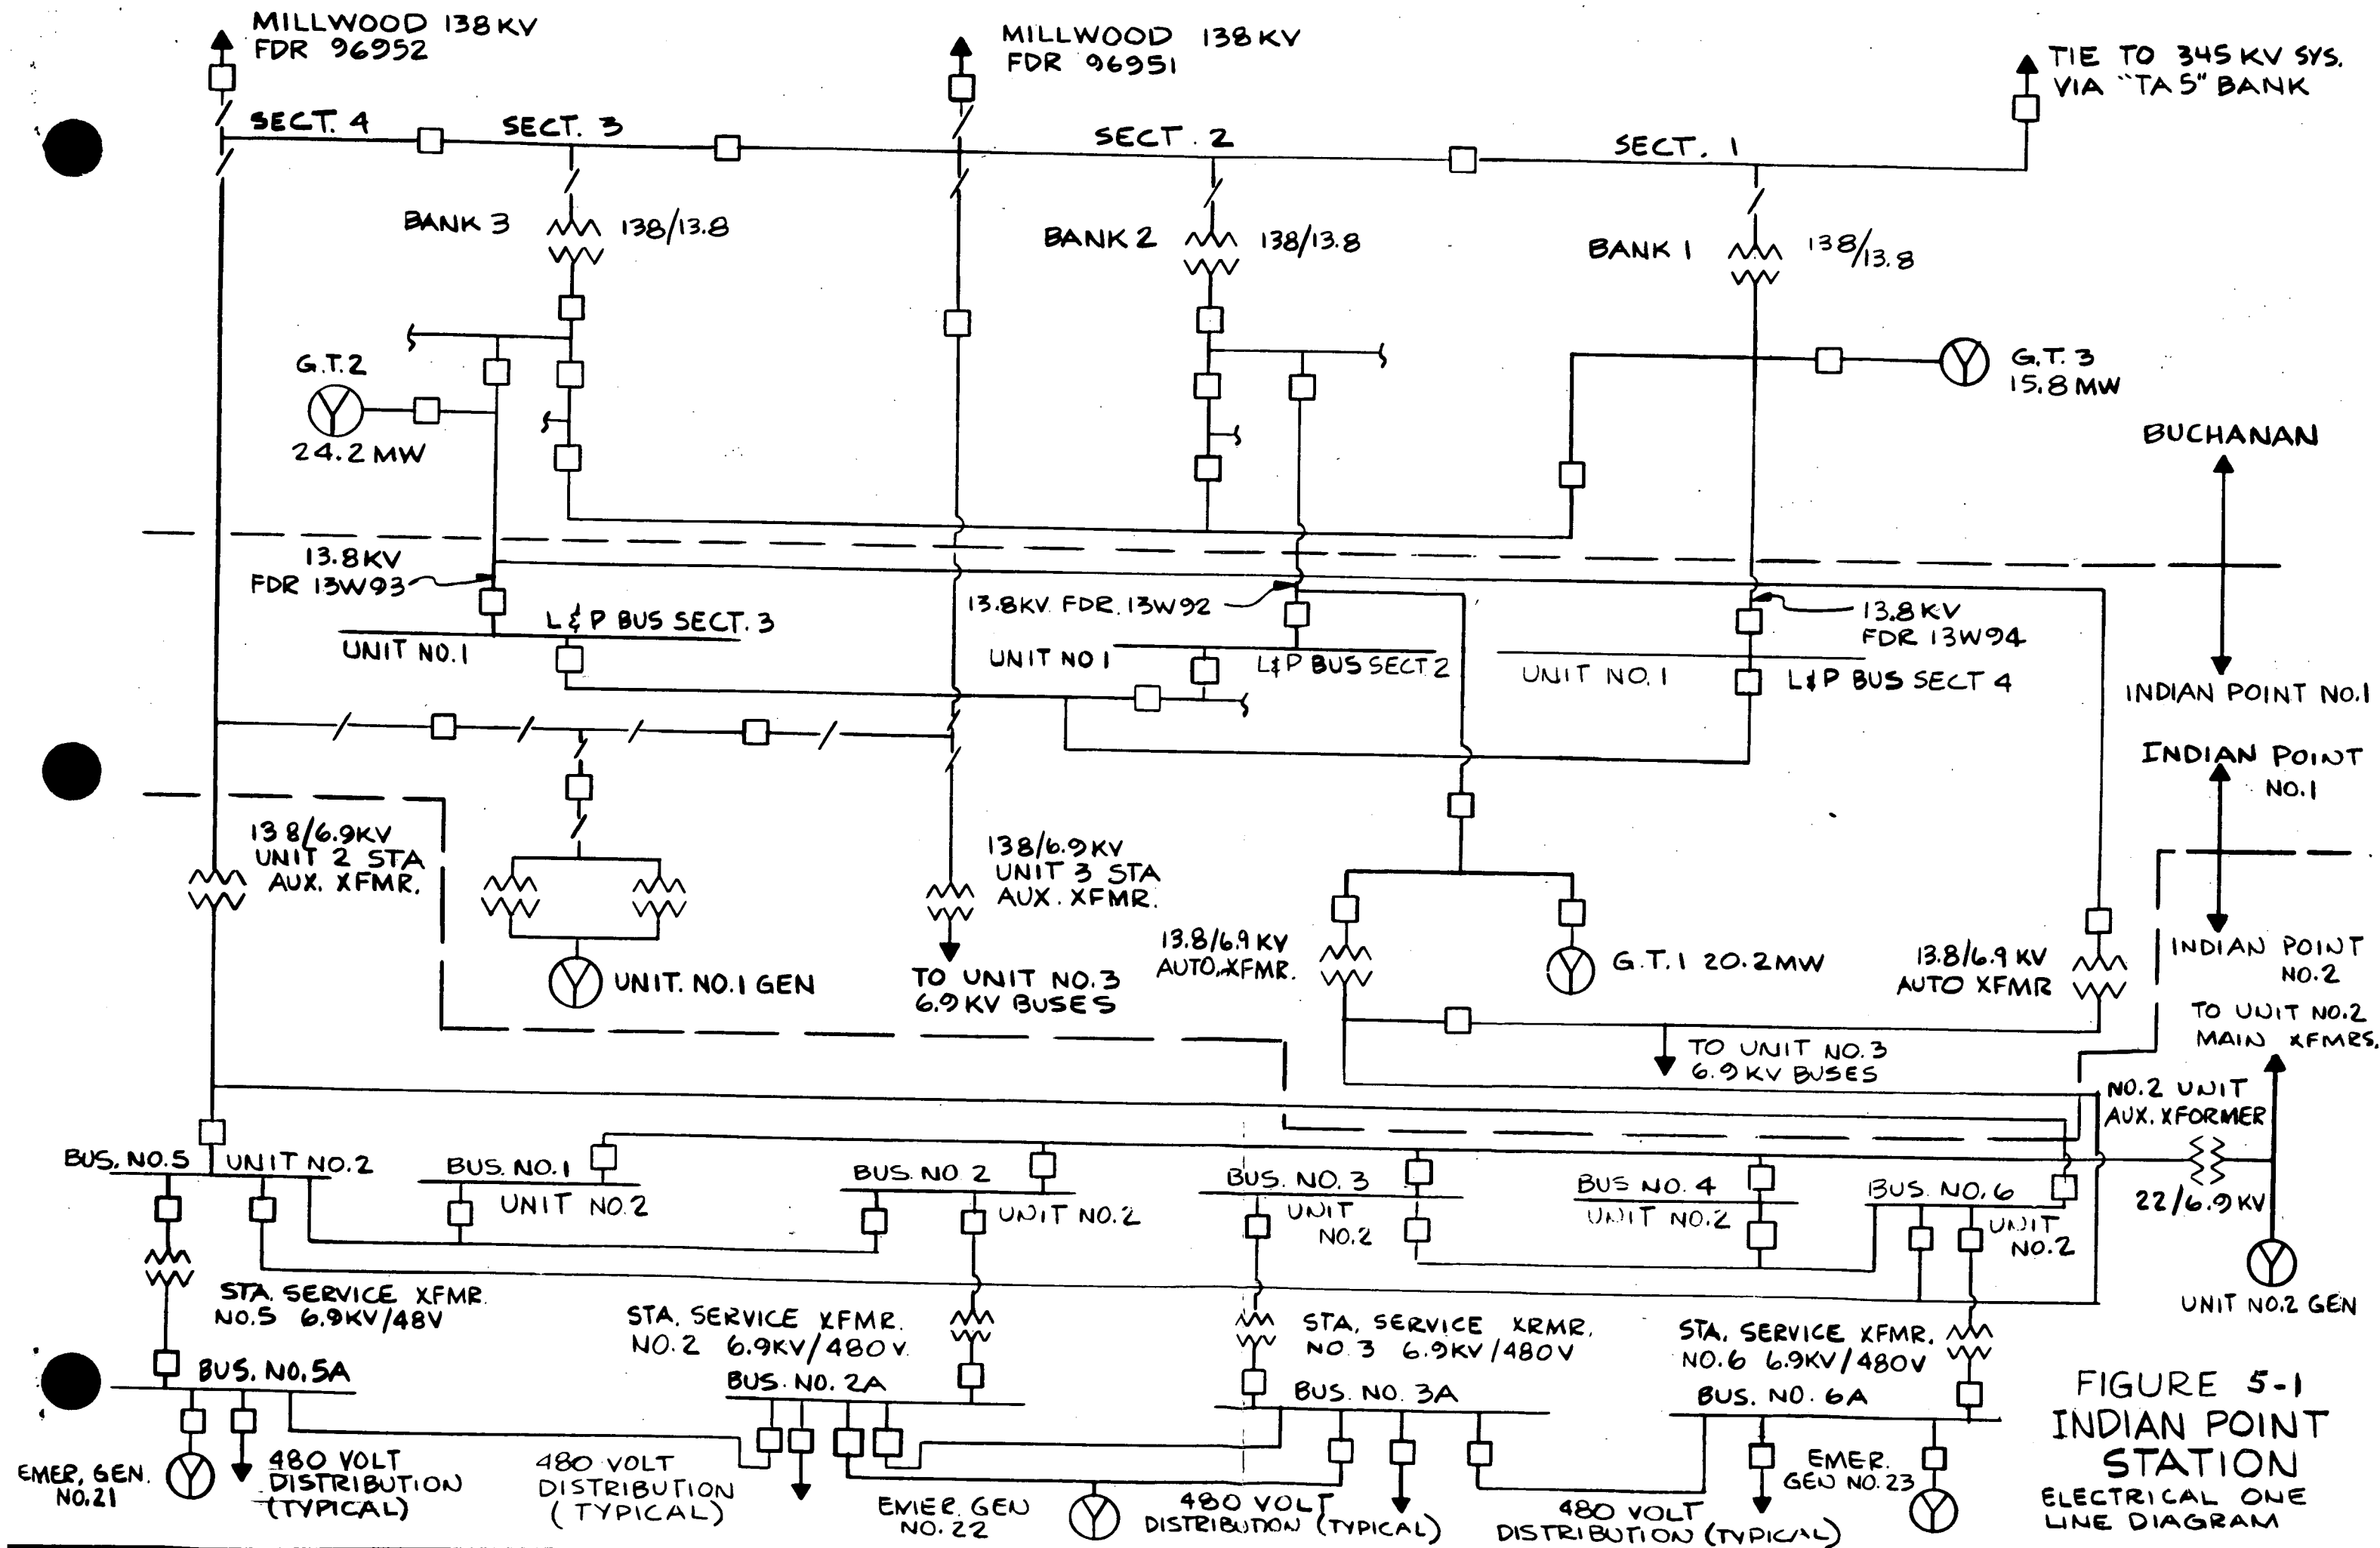 MILLWOOD 138KV
FDR 96952
MILLWOOD 138KV
FDR 96951
TIE TO 345 KV SYS.
VIA "TA5" BANK
SECT. 4
SECT. 3
SECT. 2
SECT. 1
BANK 3
138/13.8
BANK 2
138/13.8
BANK 1
138/13.8
G.T.2
24.2 MW
G.T. 3
15.8 MW
BUCHANAN
13.8KV
FDR 13W93
13.8KV FDR. 13W92
13.8KV
FDR 13W94
L & P BUS SECT. 3
UNIT NO.1
UNIT NO 1
L&P BUS SECT 2
UNIT NO.1
L&P BUS SECT 4
INDIAN POINT NO.1
INDIAN POINT
NO.1
138/6.9KV
UNIT 2 STA
AUX. XFMR.
138/6.9KV
UNIT 3 STA
AUX. XFMR.
UNIT. NO.1 GEN
TO UNIT NO.3
6.9KV BUSES
13.8/6.9 KV
AUTO. XFMR.
G.T.1 20.2MW
13.8/6.9 KV
AUTO XFMR
INDIAN POINT
NO.2
TO UNIT NO.2
MAIN XFMRS.
TO UNIT NO.3
6.9KV BUSES
NO.2 UNIT
AUX. XFORMER
22/6.9KV
UNIT NO.2 GEN
BUS. NO.5
UNIT NO.2
BUS. NO.1
UNIT NO.2
BUS. NO. 2
UNIT NO.2
BUS. NO. 3
UNIT
NO.2
BUS NO. 4
UNIT NO.2
BUS. NO. 6
UNIT
NO.2
STA. SERVICE XFMR.
NO.5 6.9KV/48V
STA. SERVICE XFMR.
NO.2 6.9KV/480V
STA. SERVICE XRMR.
NO. 3 6.9KV/480V
STA. SERVICE XFMR.
NO.6 6.9KV/480V
BUS. NO.5A
BUS. NO. 2A
BUS. NO. 3A
BUS. NO. 6A
EMER. GEN.
NO.21
480 VOLT
DISTRIBUTION
(TYPICAL)
480 VOLT
DISTRIBUTION
(TYPICAL)
EMER. GEN
NO.22
480 VOLT
DISTRIBUTION (TYPICAL)
480 VOLT
DISTRIBUTION (TYPICAL)
EMER.
GEN NO.23
FIGURE 5-1
INDIAN POINT
STATION
ELECTRICAL ONE
LINE DIAGRAM